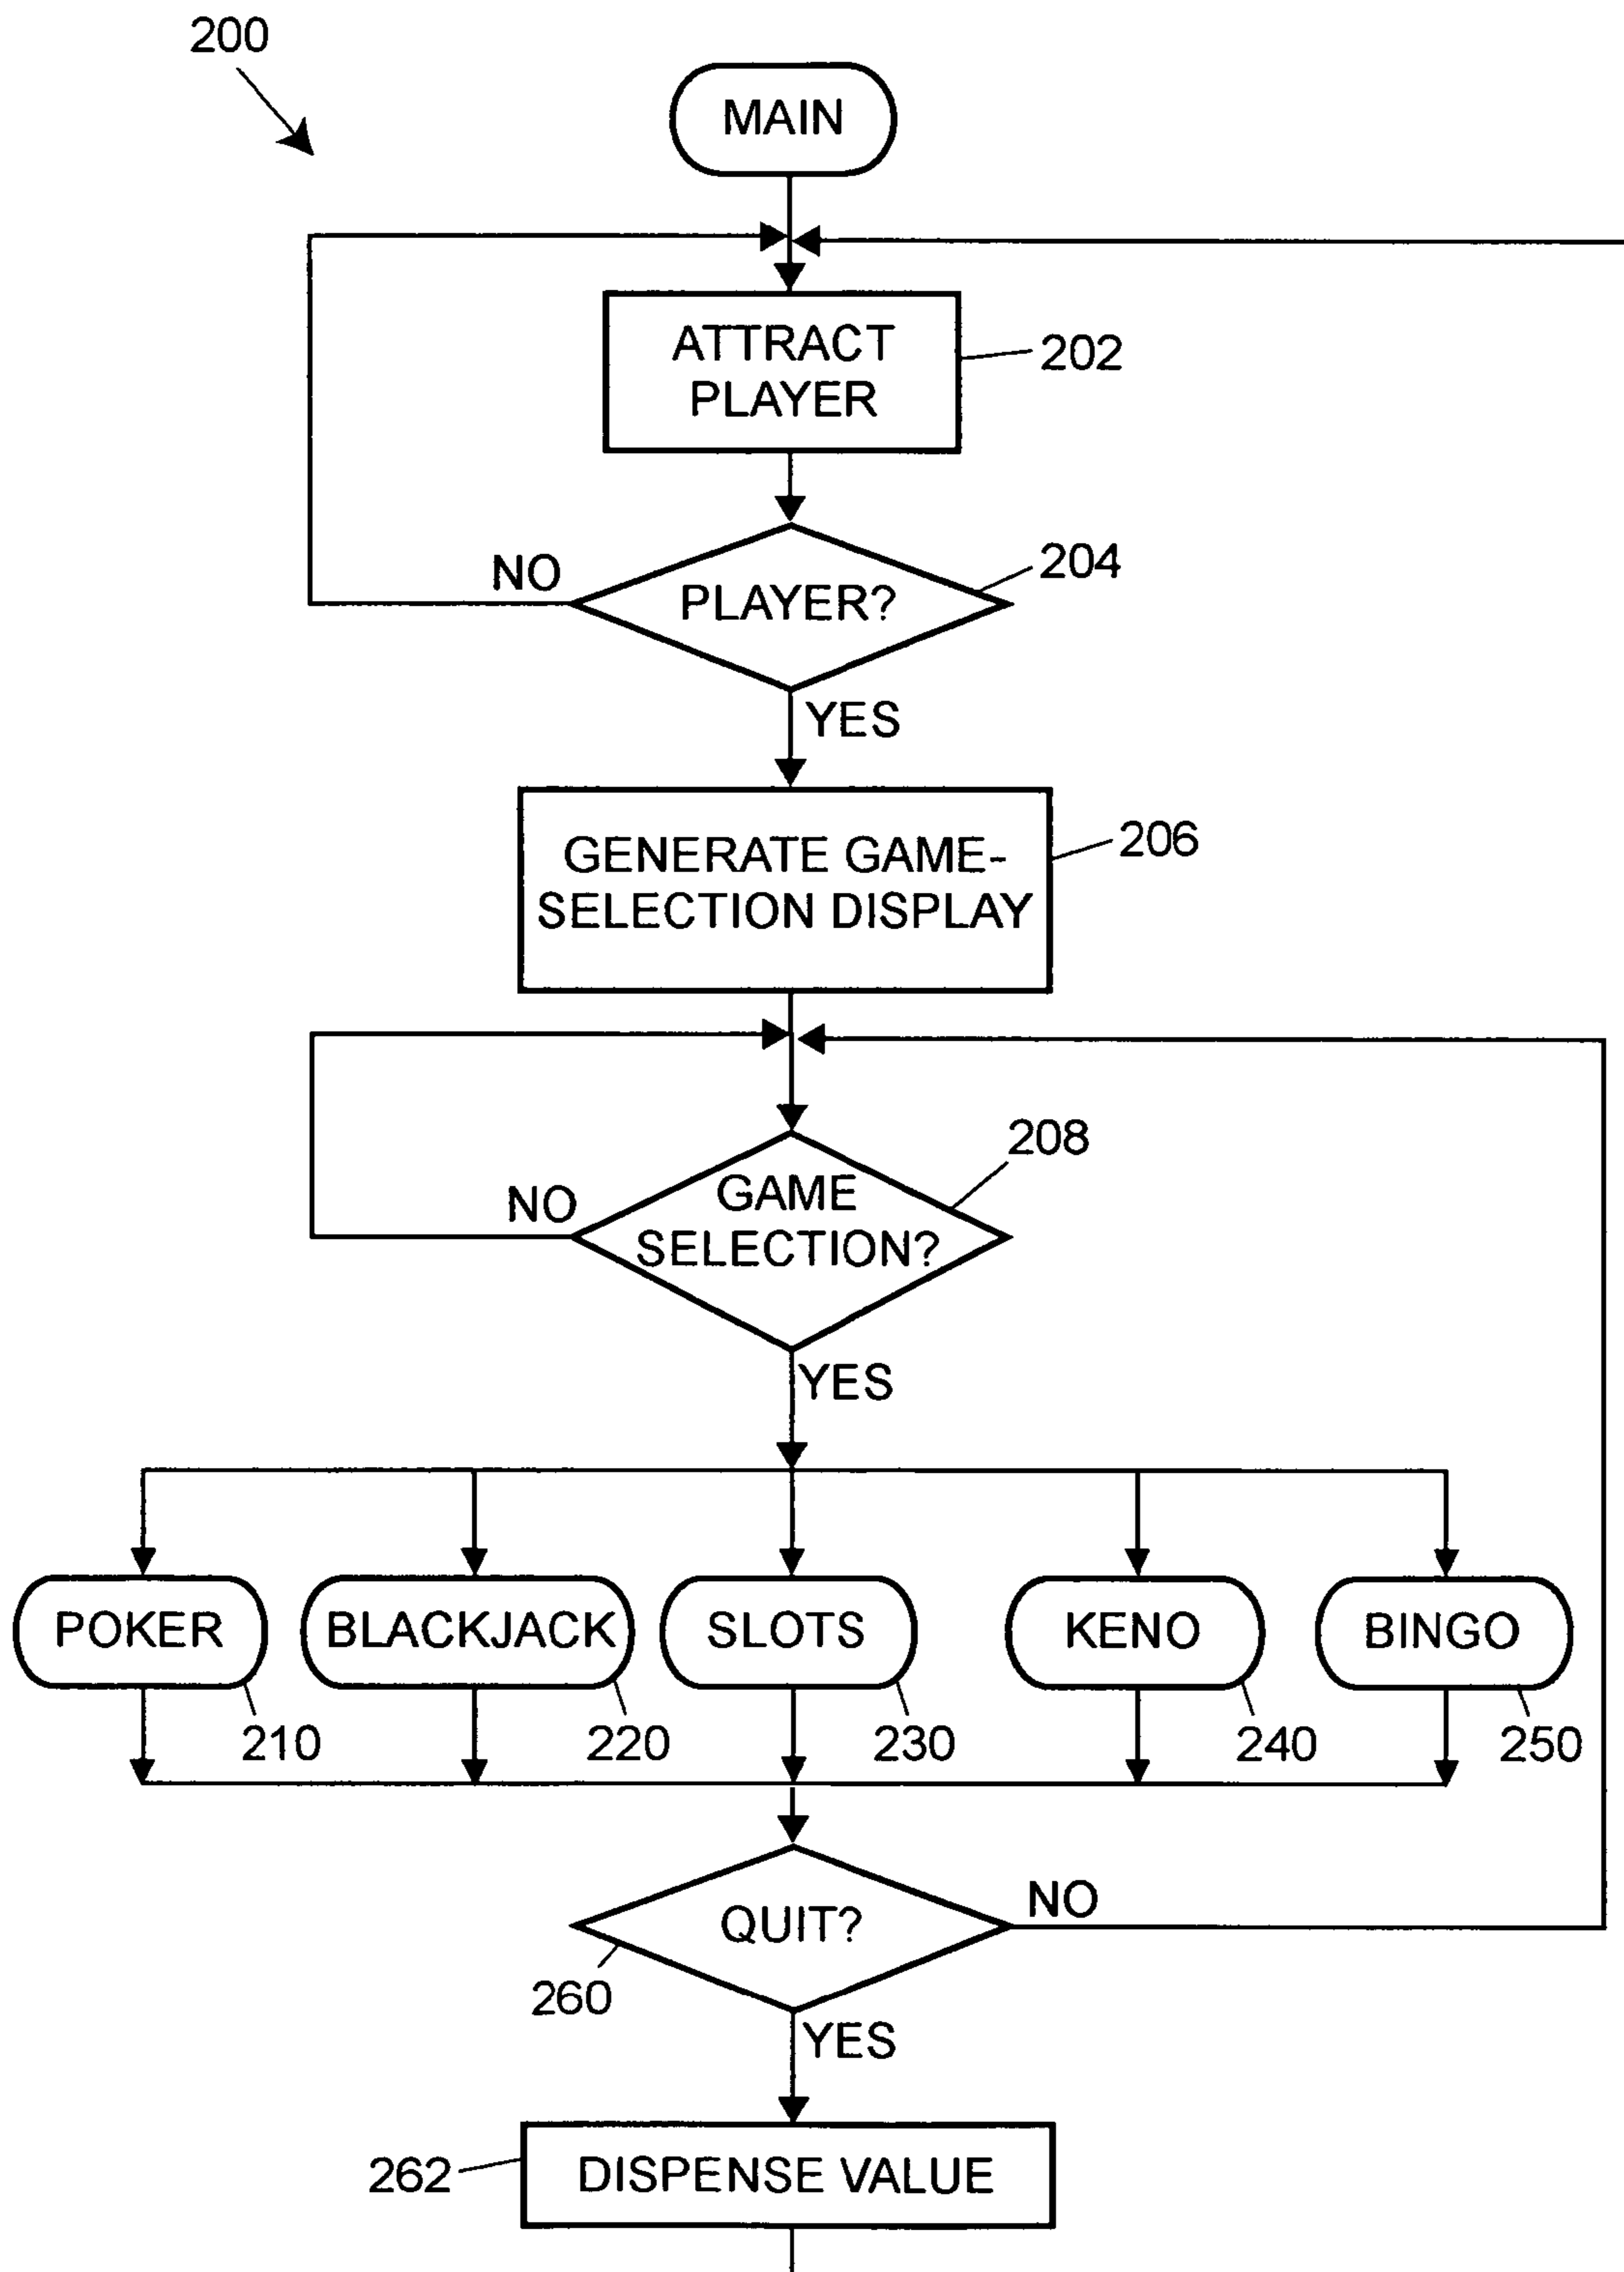 200
MAIN
ATTRACT
PLAYER
202
NO
PLAYER?
204
YES
GENERATE GAME-
SELECTION DISPLAY
206
208
NO
GAME
SELECTION?
YES
POKER
BLACKJACK
SLOTS
KENO
BINGO
210
220
230
240
250
QUIT?
NO
260
YES
262
DISPENSE VALUE